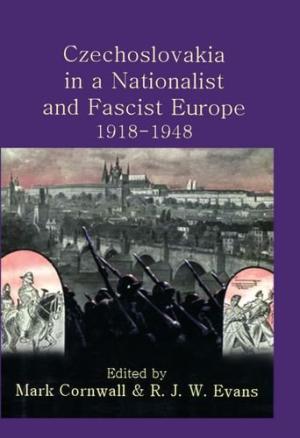 Czechoslovakia
in a Nationalist
and Fascist Europe
1918-1948
Edited by
Mark Cornwall & R. J. W. Evans